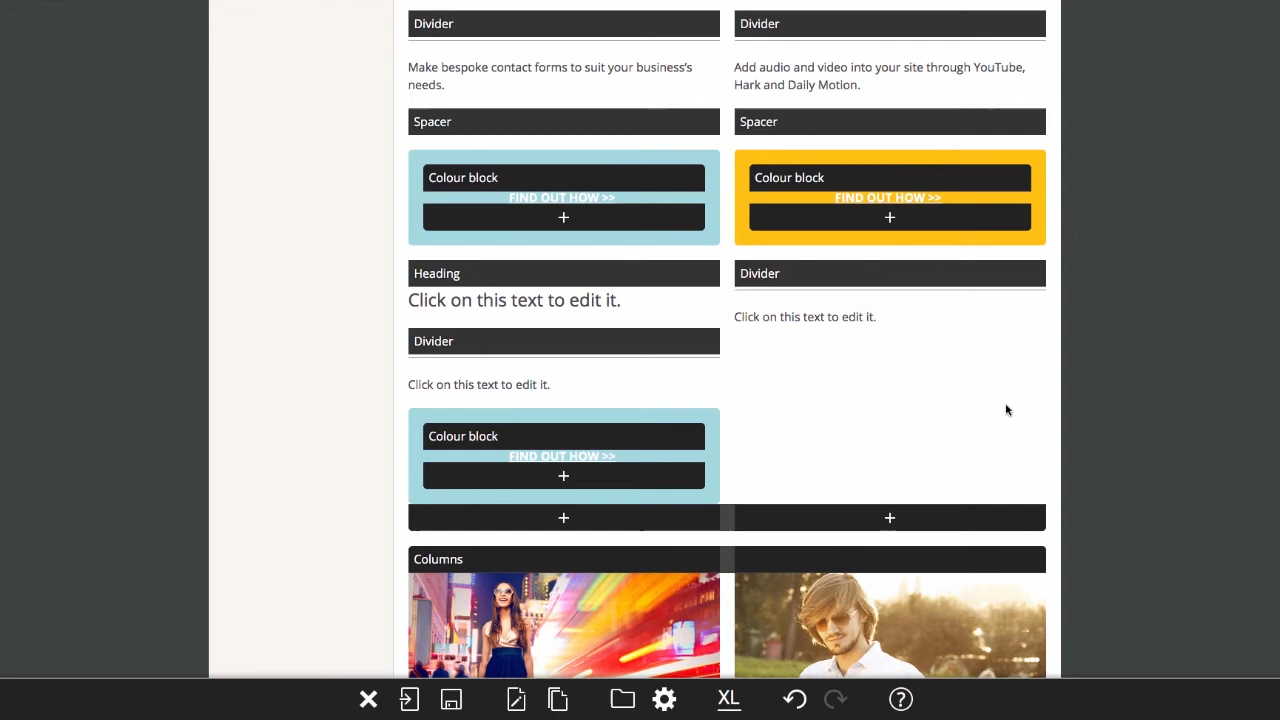 Divider
Make bespoke contact forms to suit your business's
needs.
Spacer
Colour block
FIND OUT HOW >>
+
Heading
Click on this text to edit it.
Divider
Click on this text to edit it.
Colour block
FIND OUT HOW >>
+
+
Divider
Add audio and video into your site through YouTube,
Hark and Daily Motion.
Spacer
Colour block
FIND OUT HOW >>
+
Divider
Click on this text to edit it.
+
Columns
XL
?